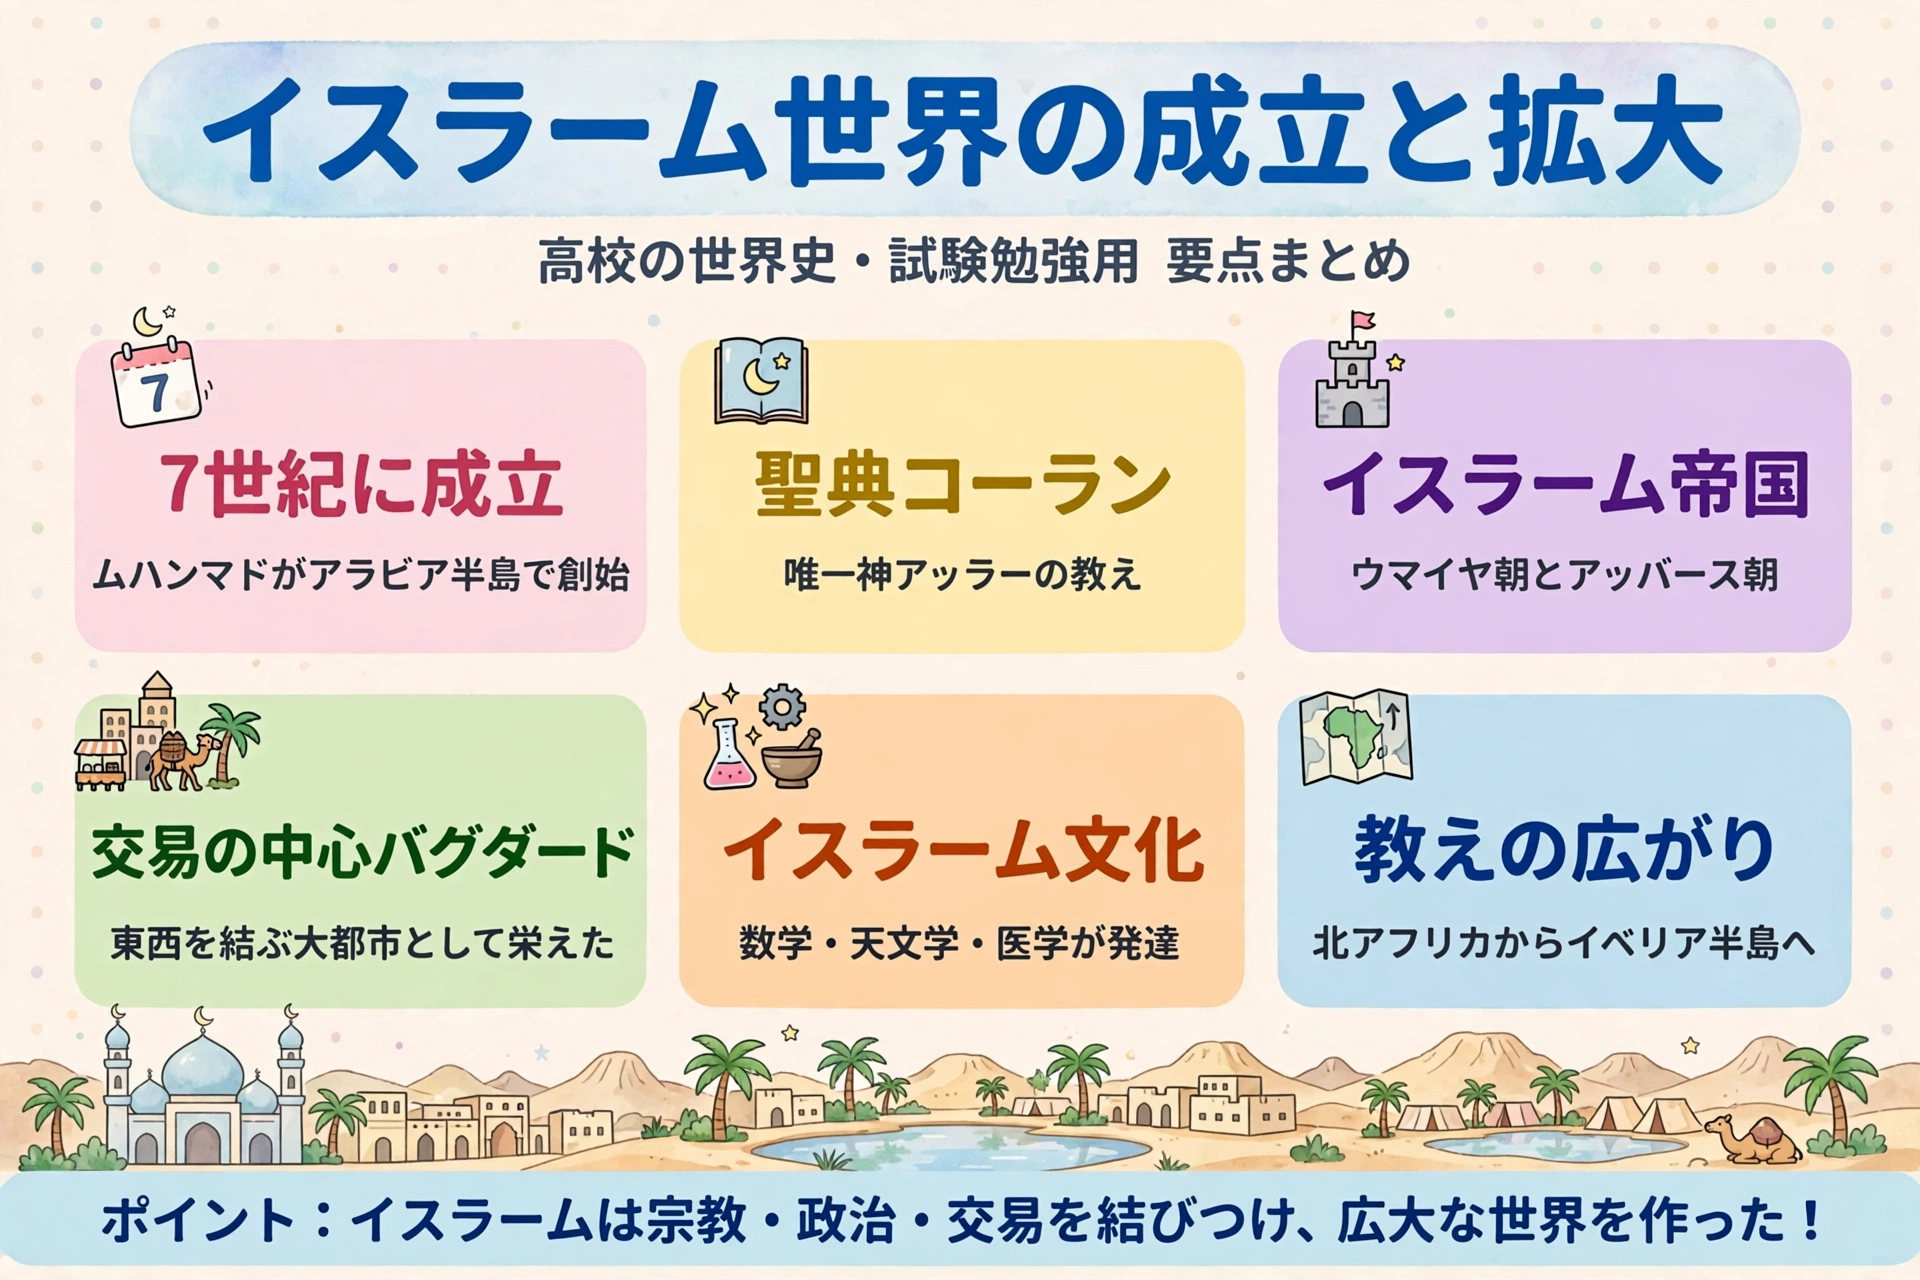 イスラーム世界の成立と拡大
高校の世界史・試験勉強用 要点まとめ
7
7世紀に成立
ムハンマドがアラビア半島で創始
聖典コーラン
唯一神アッラーの教え
イスラーム帝国
ウマイヤ朝とアッバース朝
交易の中心バグダード
東西を結ぶ大都市として栄えた
イスラーム文化
数学・天文学・医学が発達
教えの広がり
北アフリカからイベリア半島へ
ポイント：イスラームは宗教・政治・交易を結びつけ、広大な世界を作った！